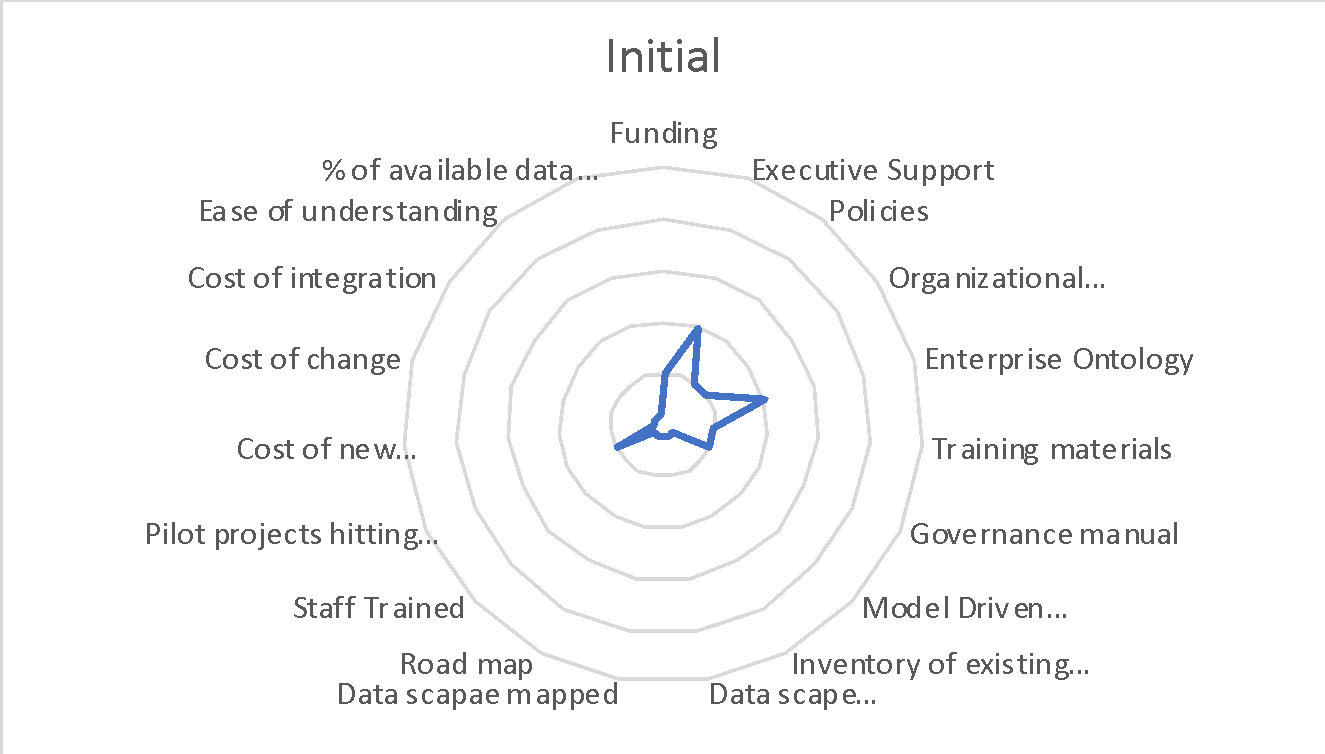 Initial
Funding
% of available data...
Executive Support
Ease of understanding
Policies
Cost of integration
Organizational...
Cost of change
Enterprise Ontology
Cost of new...
Training materials
Pilot projects hitting...
Governance manual
Staff Trained
Model Driven...
Road map
Inventory of existing...
Data scapae mapped
Data scape...